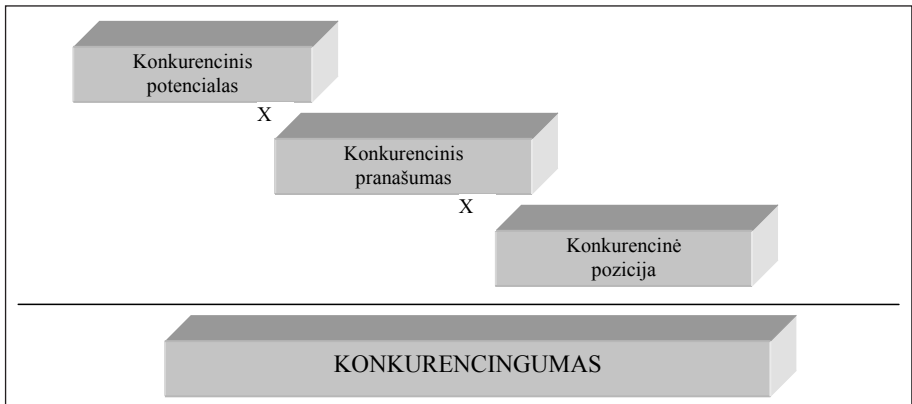 Konkurencinis
potencialas
X
Konkurencinis
pranašumas
X
Konkurencinė
pozicija
KONKURENCINGUMAS